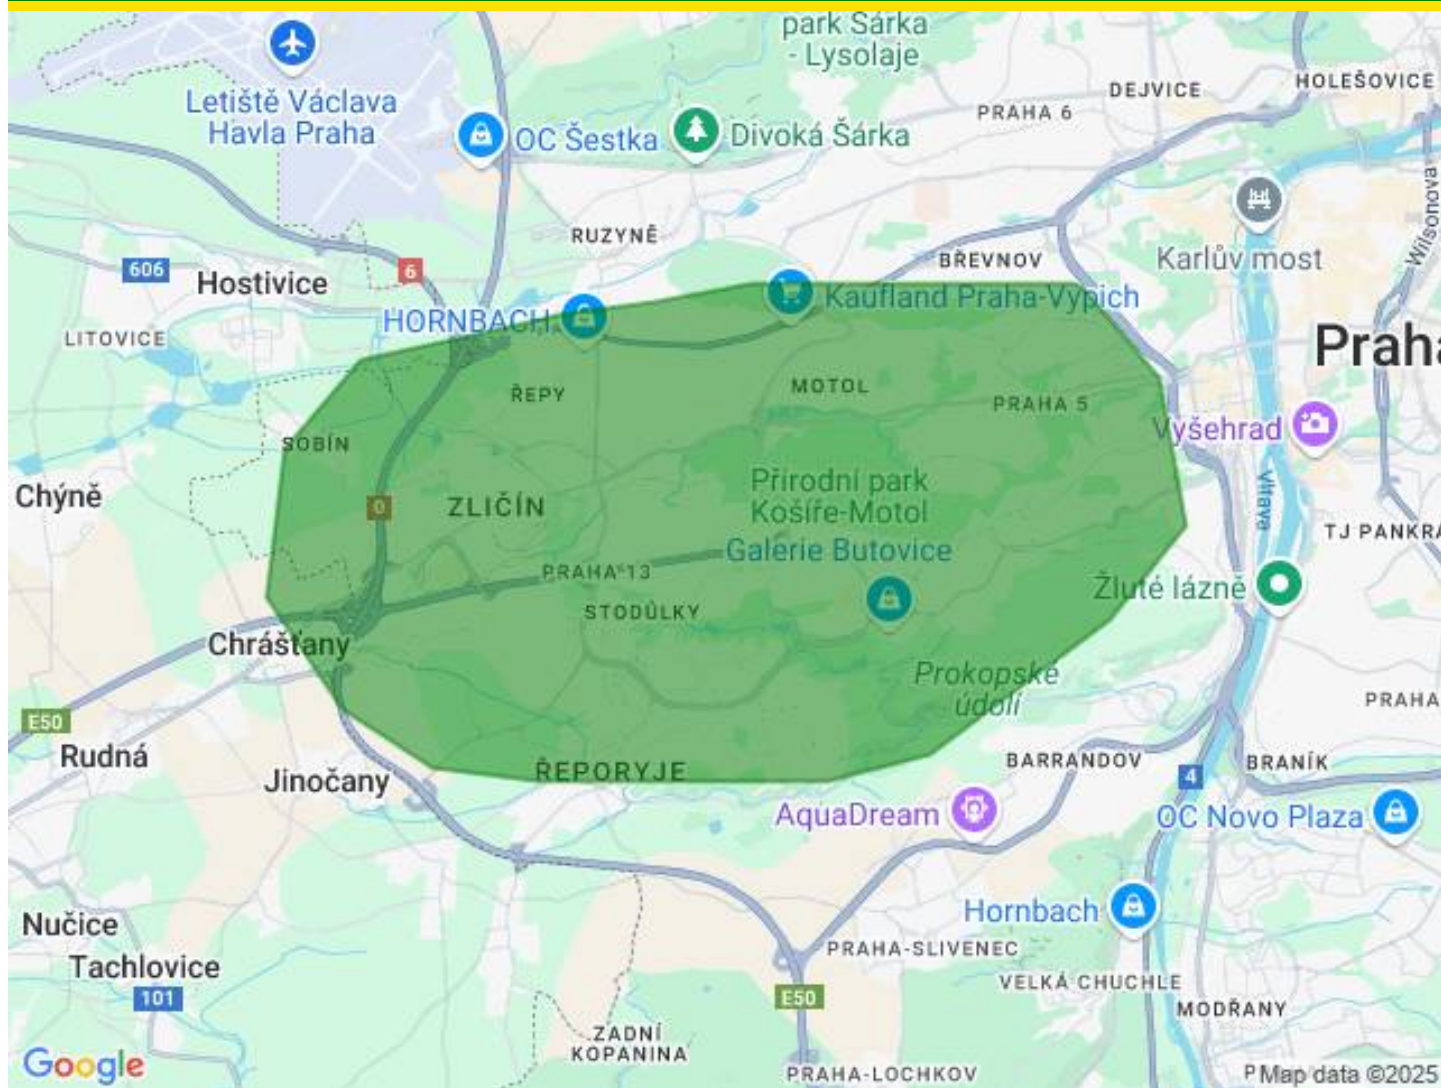 park Šárka
- Lysolaje
HOLEŠOVICE
DEJVICE
Letiště Václava
Havla Praha
PRAHA 6
OC Šestka
Divoká Šárka
Wilsonova
RUZYNĚ
BŘEVNOV
Karlův most
606
6
Hostivice
Kaufland Praha-Vypich
HORNBACH
LITOVICE
ŘEPY
MOTOL
PRAHA 5
SOBÍN
Vyšehrad
Přírodní park
Košíře-Motol
Chýně
0
ZLIČÍN
Vltava
Galerie Butovice
PRAHA 13
STODŮLKY
Žluté lázně
Chrášťany
Prokopské
údolí
PRAHA
E50
Rudná
BARRANDOV
BRANÍK
ŘEPORYJE
Jinočany
4
AquaDream
OC Novo Plaza
Nučice
Hornbach
Tachlovice
PRAHA-SLIVENEC
VELKÁ CHUCHLE
101
E50
MODŘANY
ZADNÍ
KOPANINA
Google
PRAHA-LOCHKOV
Map data ©2025